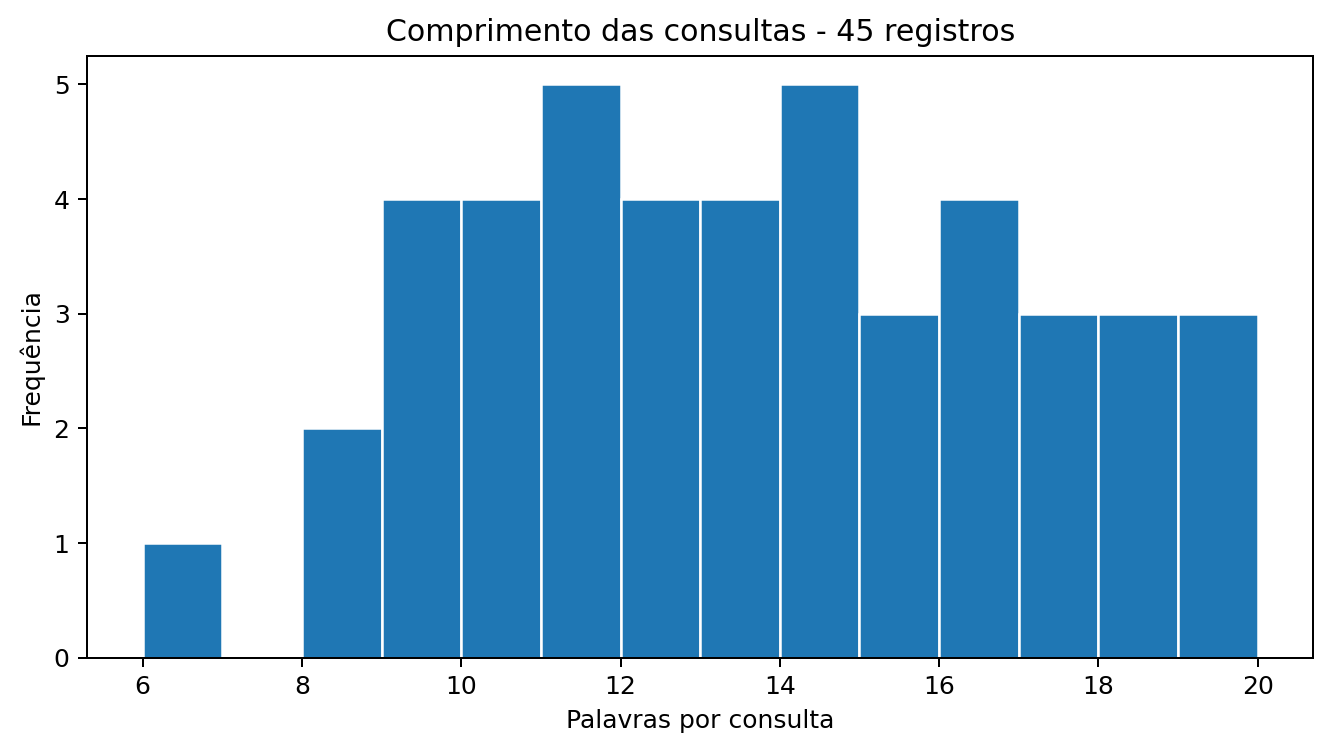 Comprimento das consultas - 45 registros
5
4
3
2
1
0
Frequência
6 8 10 12 14 16 18 20
Palavras por consulta